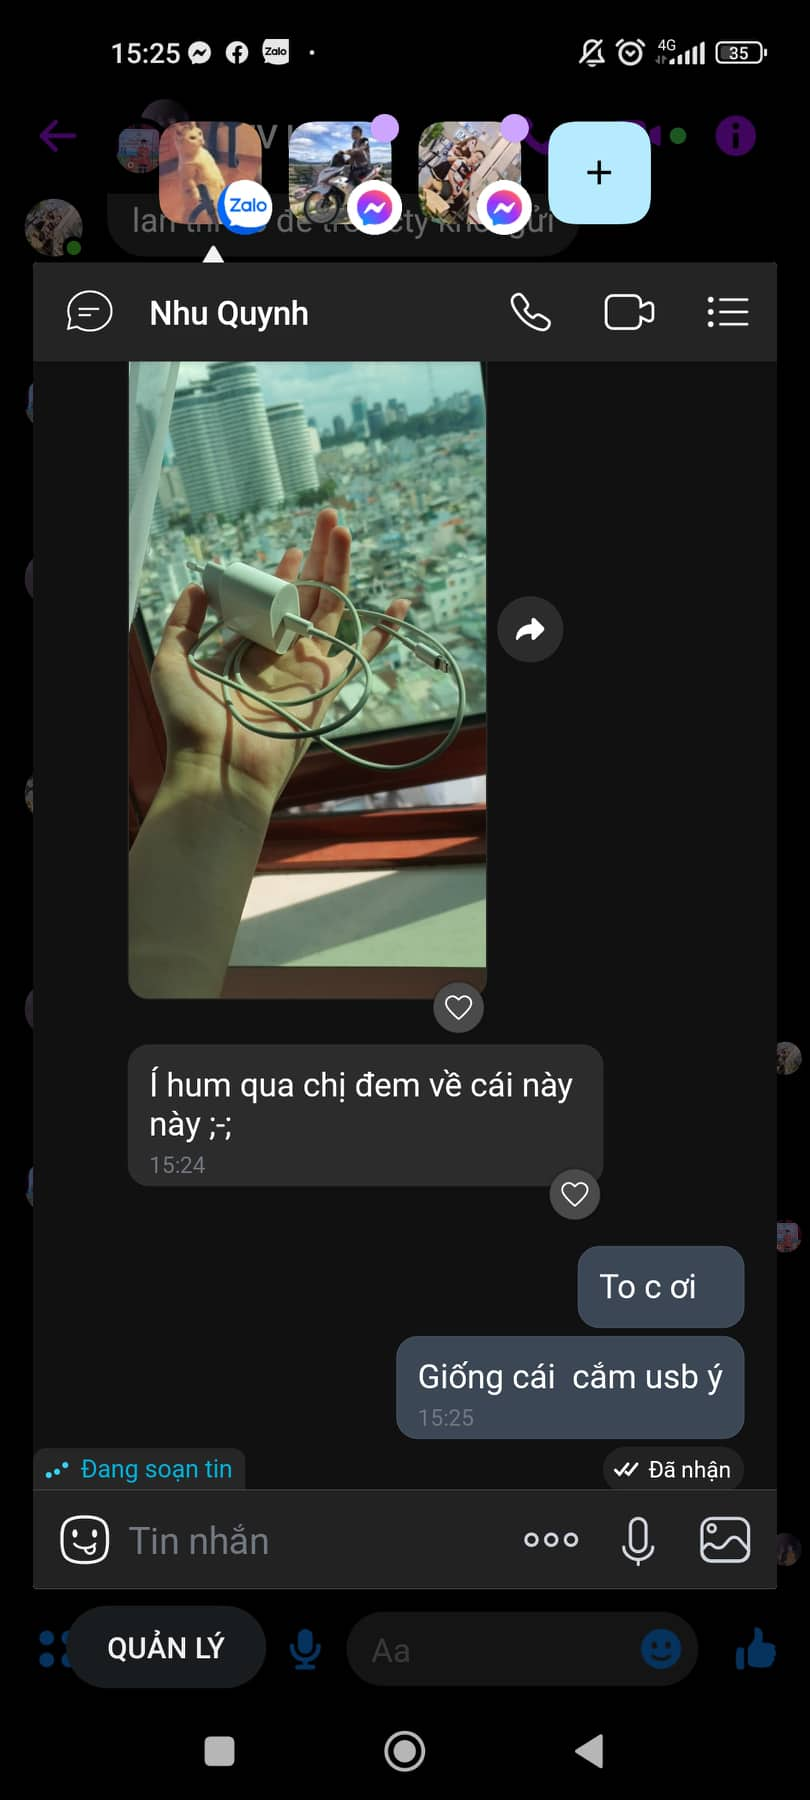 15:25
Zalo
4G
35
Zalo
Nhu Quynh
Í hum qua chị đem về cái này
này ;-;
15:24
To c ơi
Giống cái cắm usb ý
15:25
Đang soạn tin
Đã nhận
Tin nhắn
QUẢN LÝ
Aa